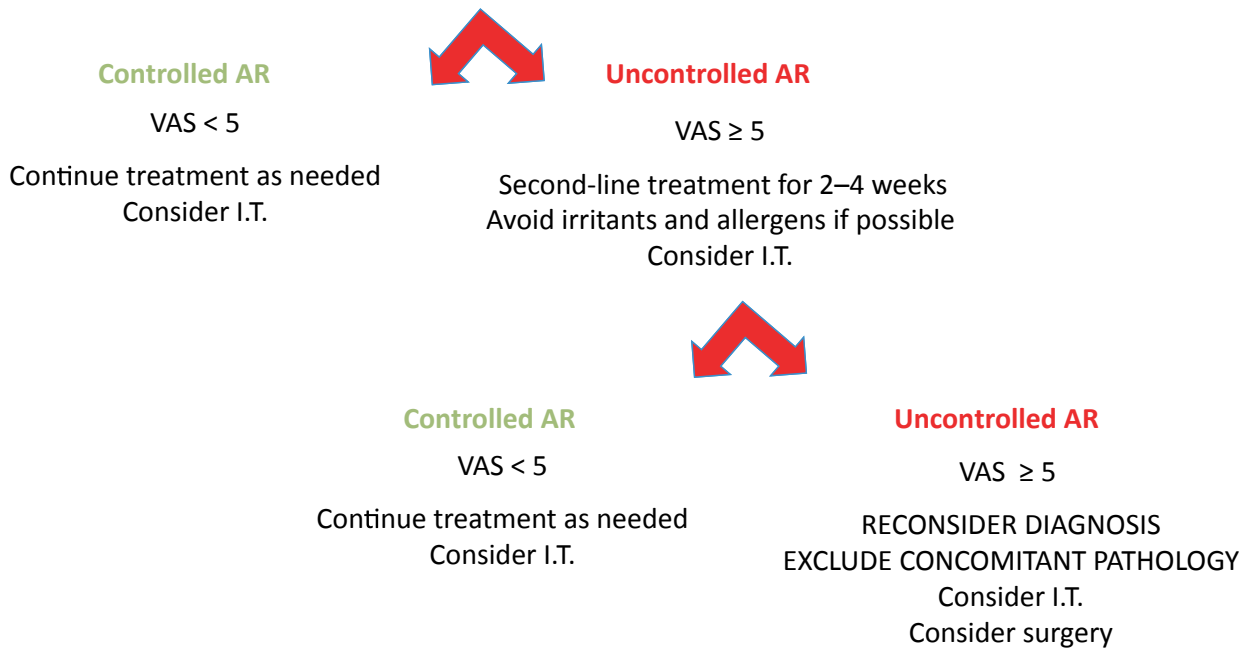 Controlled AR
VAS < 5
Continue treatment as needed
Consider I.T.
Uncontrolled AR
VAS ≥ 5
Second-line treatment for 2–4 weeks
Avoid irritants and allergens if possible
Consider I.T.
Controlled AR
VAS < 5
Continue treatment as needed
Consider I.T.
Uncontrolled AR
VAS ≥ 5
RECONSIDER DIAGNOSIS
EXCLUDE CONCOMITANT PATHOLOGY
Consider I.T.
Consider surgery